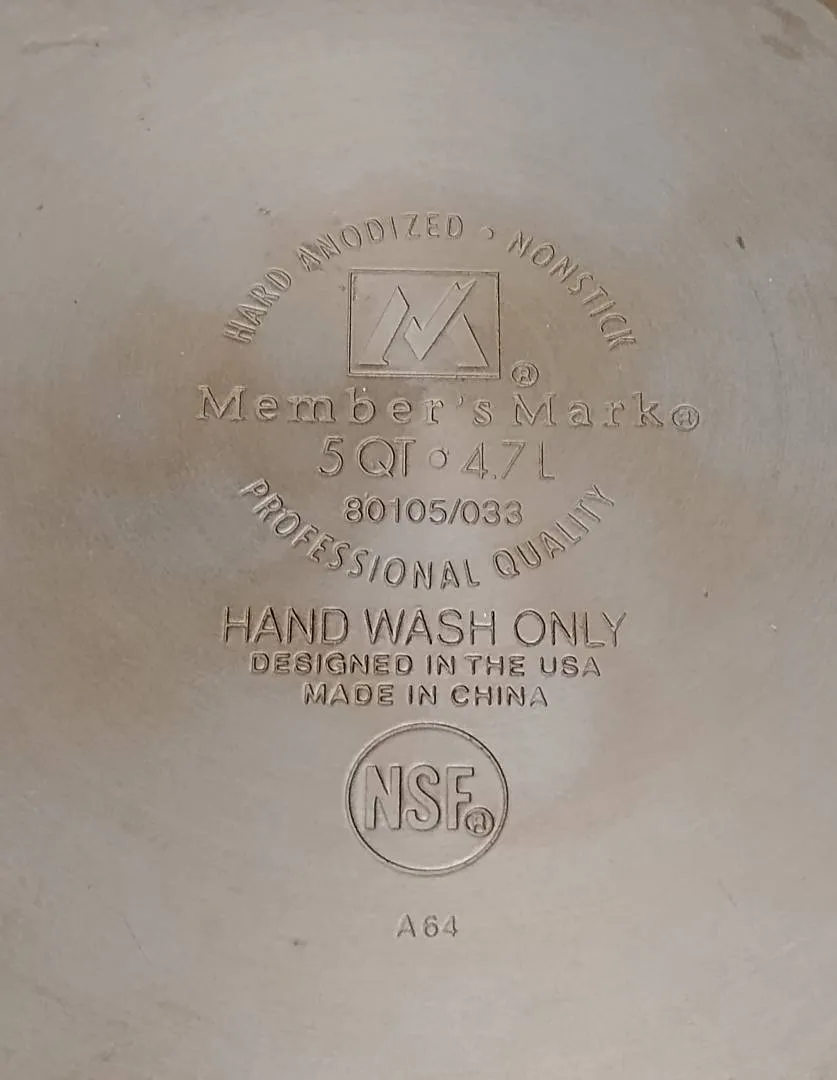 HARD ANODIZED • NONSTICK
®
Member's Mark®
5 QT • 4.7 L
80105/033
PROFESSIONAL QUALITY
HAND WASH ONLY
DESIGNED IN THE USA
MADE IN CHINA
NSF®
A64